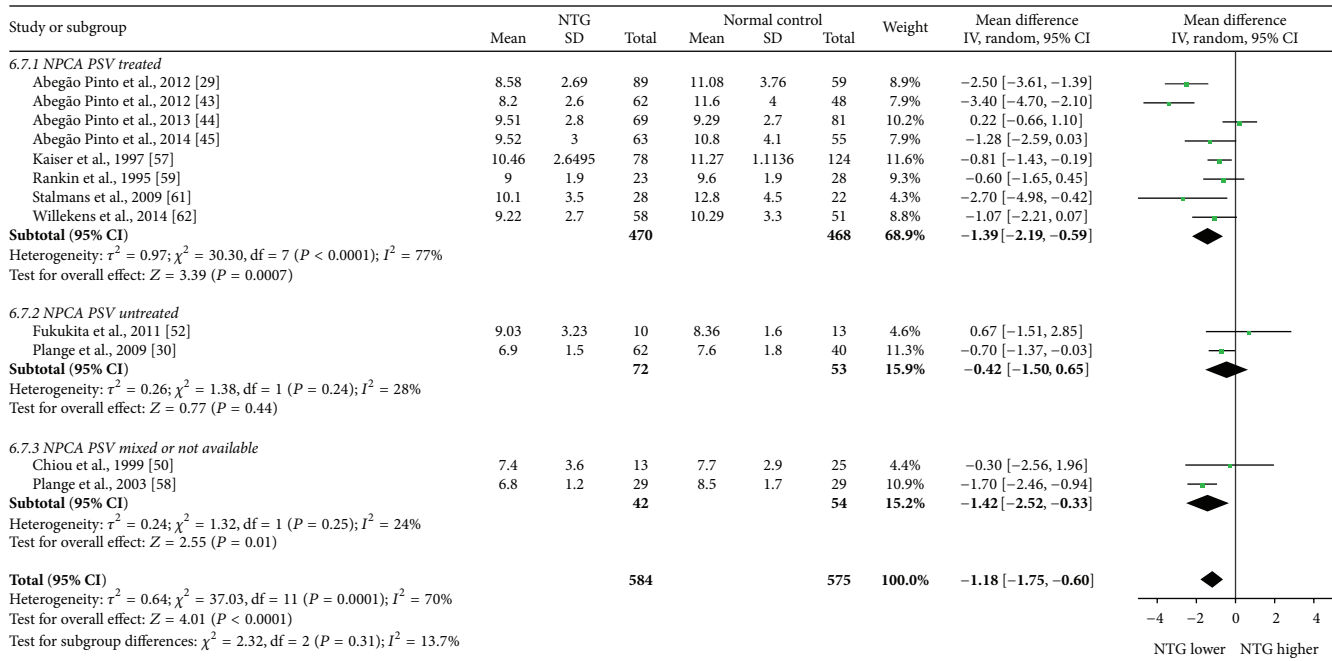 Study or subgroup NTG Normal control Weight Mean difference Mean difference
Mean SD Total Mean SD Total IV, random, 95% CI IV, random, 95% CI
6.7.1 NPCA PSV treated
Abegão Pinto et al., 2012 [29] 8.58 2.69 89 11.08 3.76 59 8.9% −2.50 [−3.61, −1.39]
Abegão Pinto et al., 2012 [43] 8.2 2.6 62 11.6 4 48 7.9% −3.40 [−4.70, −2.10]
Abegão Pinto et al., 2013 [44] 9.51 2.8 69 9.29 2.7 81 10.2% 0.22 [−0.66, 1.10]
Abegão Pinto et al., 2014 [45] 9.52 3 63 10.8 4.1 55 7.9% −1.28 [−2.59, 0.03]
Kaiser et al., 1997 [57] 10.46 2.6495 78 11.27 1.1136 124 11.6% −0.81 [−1.43, −0.19]
Rankin et al., 1995 [59] 9 1.9 23 9.6 1.9 28 9.3% −0.60 [−1.65, 0.45]
Stalmans et al., 2009 [61] 10.1 3.5 28 12.8 4.5 22 4.3% −2.70 [−4.98, −0.42]
Willekens et al., 2014 [62] 9.22 2.7 58 10.29 3.3 51 8.8% −1.07 [−2.21, 0.07]
Subtotal (95% CI) 470 468 68.9% −1.39 [−2.19, −0.59]
Heterogeneity: τ² = 0.97; χ² = 30.30, df = 7 (P < 0.0001); I² = 77%
Test for overall effect: Z = 3.39 (P = 0.0007)
6.7.2 NPCA PSV untreated
Fukukita et al., 2011 [52] 9.03 3.23 10 8.36 1.6 13 4.6% 0.67 [−1.51, 2.85]
Plange et al., 2009 [30] 6.9 1.5 62 7.6 1.8 40 11.3% −0.70 [−1.37, −0.03]
Subtotal (95% CI) 72 53 15.9% −0.42 [−1.50, 0.65]
Heterogeneity: τ² = 0.26; χ² = 1.38, df = 1 (P = 0.24); I² = 28%
Test for overall effect: Z = 0.77 (P = 0.44)
6.7.3 NPCA PSV mixed or not available
Chiou et al., 1999 [50] 7.4 3.6 13 7.7 2.9 25 4.4% −0.30 [−2.56, 1.96]
Plange et al., 2003 [58] 6.8 1.2 29 8.5 1.7 29 10.9% −1.70 [−2.46, −0.94]
Subtotal (95% CI) 42 54 15.2% −1.42 [−2.52, −0.33]
Heterogeneity: τ² = 0.24; χ² = 1.32, df = 1 (P = 0.25); I² = 24%
Test for overall effect: Z = 2.55 (P = 0.01)
Total (95% CI) 584 575 100.0% −1.18 [−1.75, −0.60]
Heterogeneity: τ² = 0.64; χ² = 37.03, df = 11 (P = 0.0001); I² = 70%
Test for overall effect: Z = 4.01 (P < 0.0001)
Test for subgroup differences: χ² = 2.32, df = 2 (P = 0.31); I² = 13.7%
−4 −2 0 2 4
NTG lower NTG higher